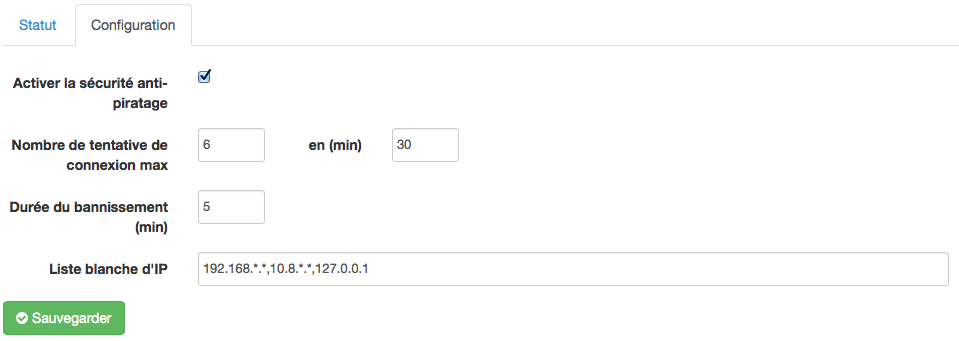 Statut Configuration
Activer la sécurité anti-
piratage
Nombre de tentative de
connexion max
6 en (min) 30
Durée du bannissement
(min)
5
Liste blanche d'IP 192.168.*.*,10.8.*.*,127.0.0.1
Sauvegarder